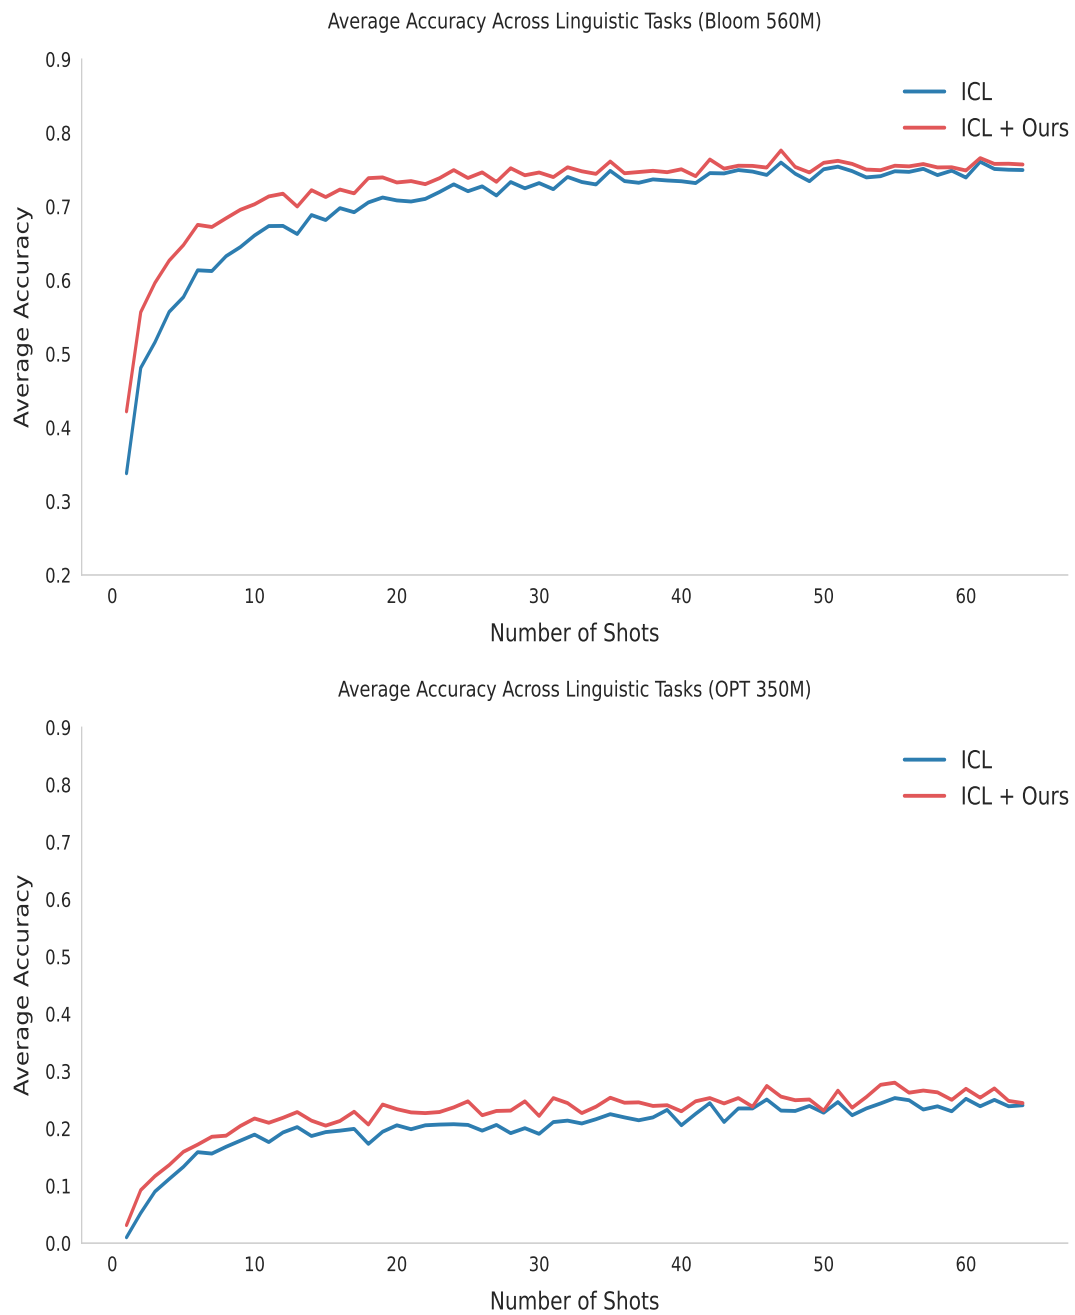 Average Accuracy Across Linguistic Tasks (Bloom 560M)
0.9
0.8
0.7
0.6
0.5
0.4
0.3
0.2
Average Accuracy
ICL
ICL + Ours
0 10 20 30 40 50 60
Number of Shots
Average Accuracy Across Linguistic Tasks (OPT 350M)
0.9
0.8
0.7
0.6
0.5
0.4
0.3
0.2
0.1
0.0
Average Accuracy
ICL
ICL + Ours
0 10 20 30 40 50 60
Number of Shots